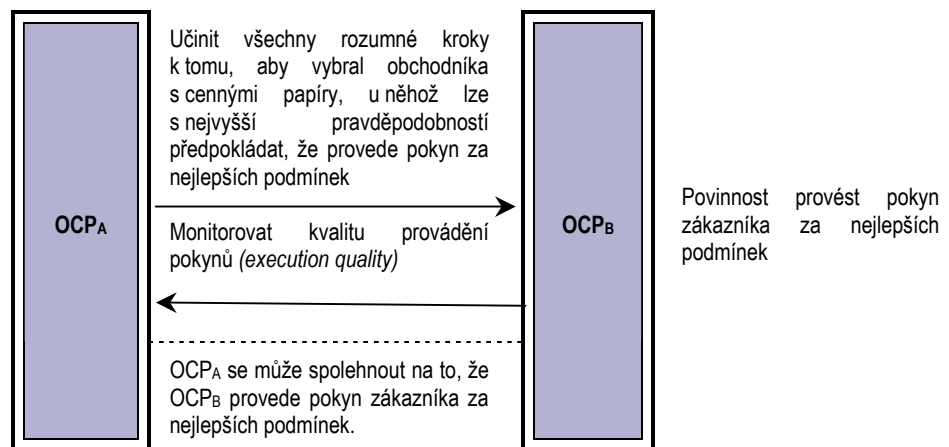 OCPA
Učinit všechny rozumné kroky
k tomu, aby vybral obchodníka
s cennými papíry, u něhož lze
s nejvyšší pravděpodobností
předpokládat, že provede pokyn za
nejlepších podmínek
Monitorovat kvalitu provádění
pokynů (execution quality)
OCPA se může spolehnout na to, že
OCPB provede pokyn zákazníka za
nejlepších podmínek.
OCPB
Povinnost provést pokyn
zákazníka za nejlepších
podmínek